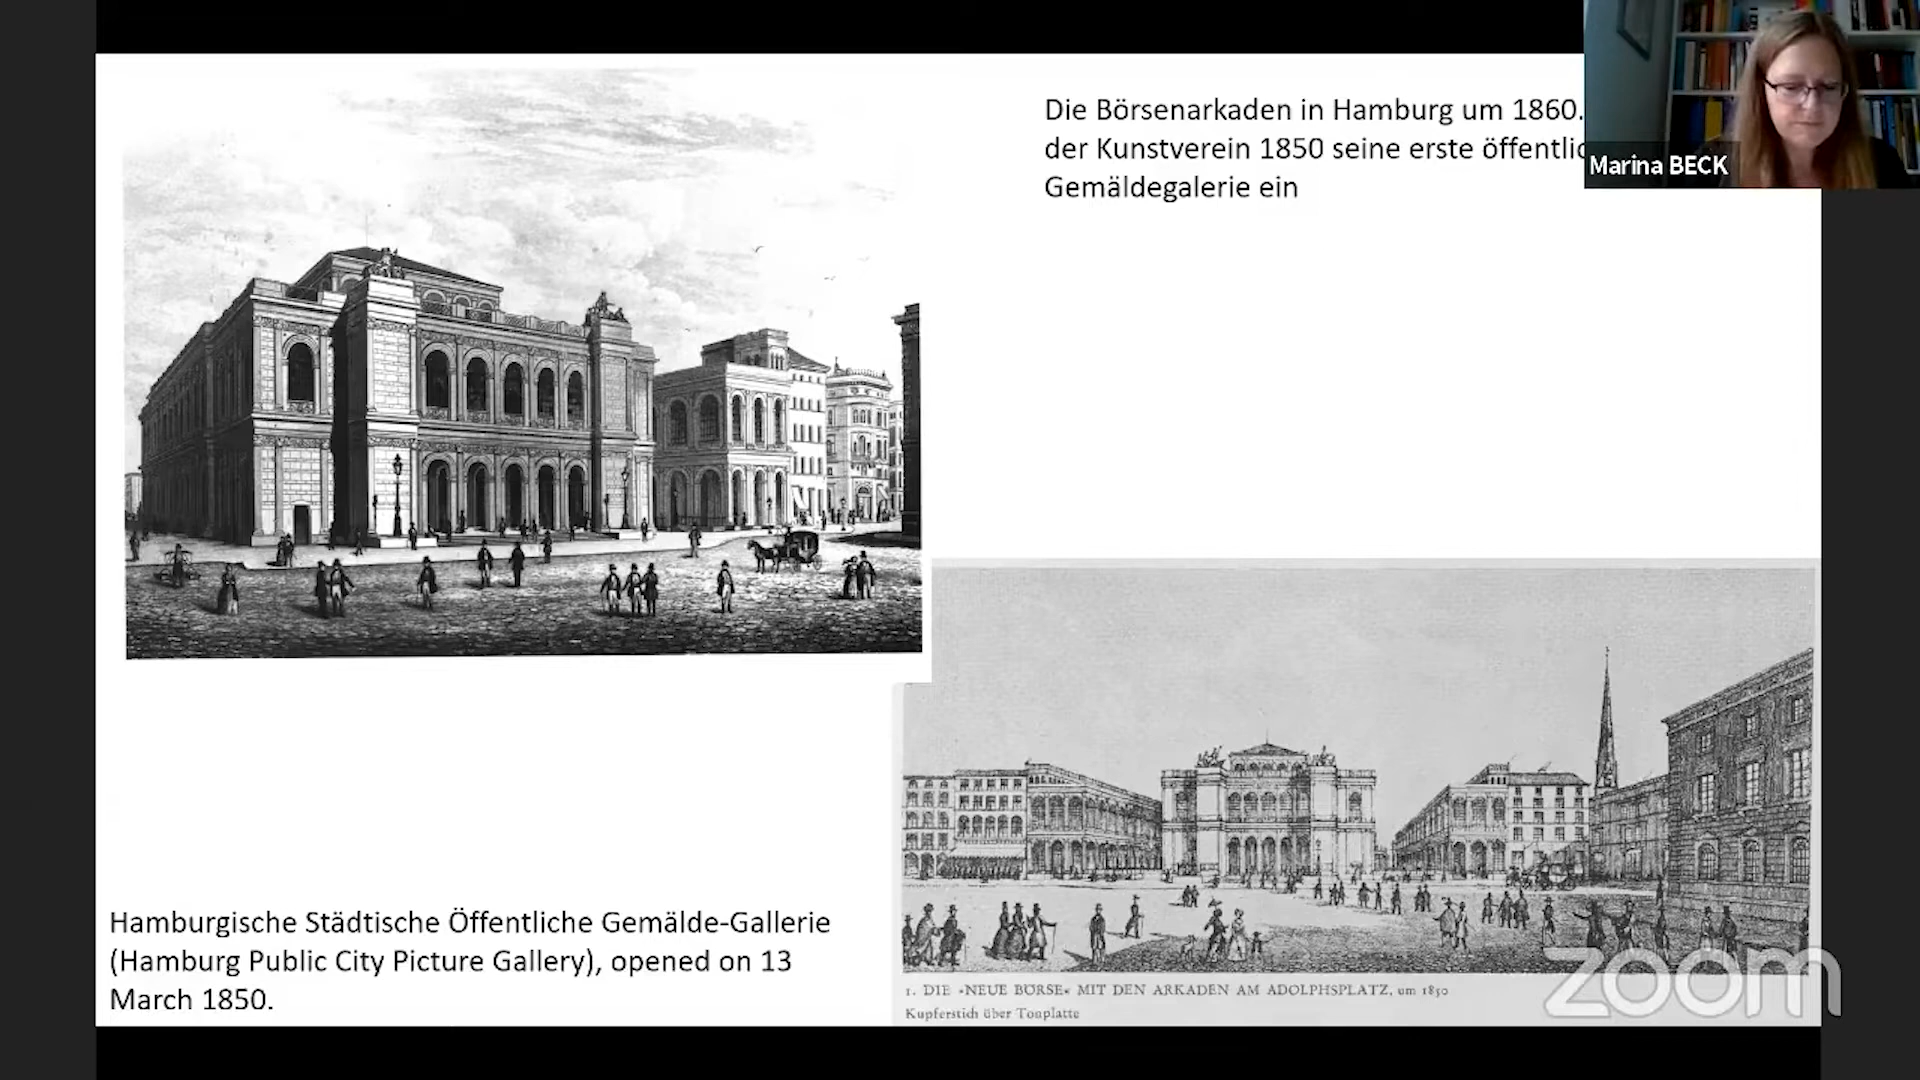 Die Börsenarkaden in Hamburg um 1860.
der Kunstverein 1850 seine erste
Gemäldegalerie ein
Marina BECK
Hamburgische Städtische Öffentliche Gemälde-Gallerie
(Hamburg Public City Picture Gallery), opened on 13
March 1850.
1. DIE »NEUE BÖRSE« MIT DEN ARKADEN AM ADOLPHSPLATZ, um 1850
Kupferstich über Tonplatte
zoom